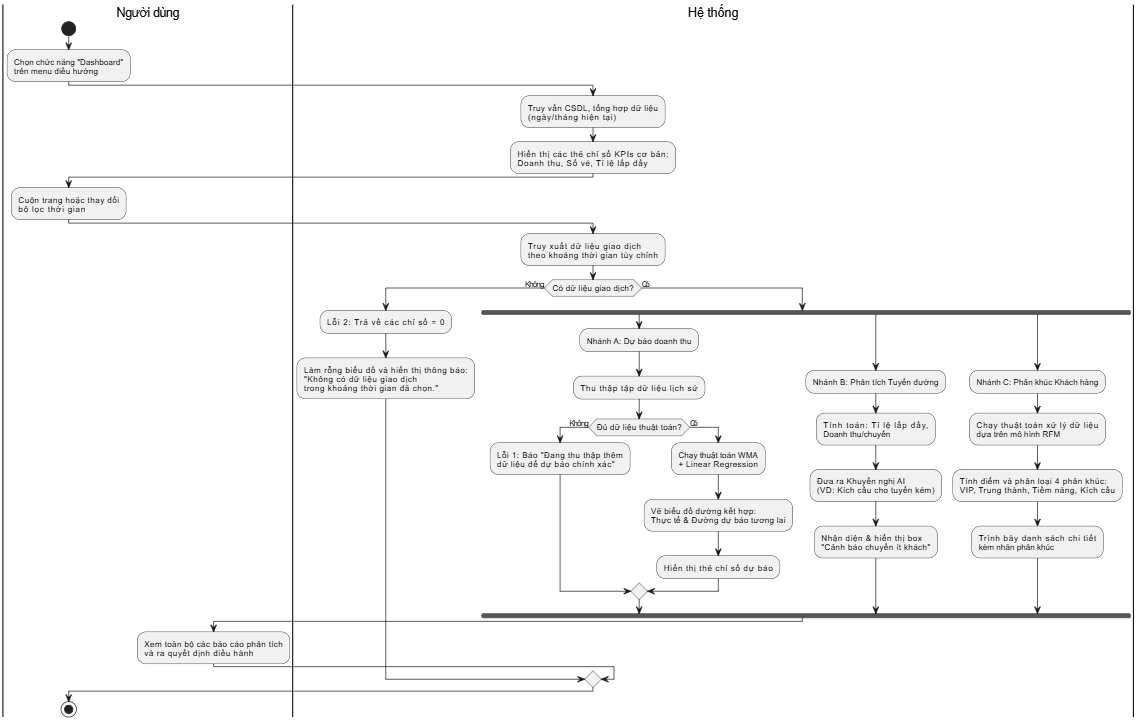 Người dùng
Hệ thống
Chọn chức năng "Dashboard"
trên menu điều hướng
Truy vấn CSDL, tổng hợp dữ liệu
(ngày/tháng hiện tại)
Hiển thị các thẻ chỉ số KPIs cơ bản:
Doanh thu, Số vé, Tỉ lệ lấp đầy
Cuộn trang hoặc thay đổi
bộ lọc thời gian
Truy xuất dữ liệu giao dịch
theo khoảng thời gian tùy chỉnh
Không
Có dữ liệu giao dịch?
Có
Lỗi 2: Trả về các chỉ số = 0
Làm rỗng biểu đồ và hiển thị thông báo:
"Không có dữ liệu giao dịch
trong khoảng thời gian đã chọn."
Nhánh A: Dự báo doanh thu
Thu thập tập dữ liệu lịch sử
Không
Đủ dữ liệu thuật toán?
Có
Lỗi 1: Báo "Đang thu thập thêm
dữ liệu để dự báo chính xác"
Chạy thuật toán WMA
+ Linear Regression
Vẽ biểu đồ đường kết hợp:
Thực tế & Đường dự báo tương lai
Hiển thị thẻ chỉ số dự báo
Nhánh B: Phân tích Tuyến đường
Tính toán: Tỉ lệ lấp đầy,
Doanh thu/chuyến
Đưa ra Khuyến nghị AI
(VD: Kích cầu cho tuyến kém)
Nhận diện & hiển thị box
"Cảnh báo chuyến ít khách"
Nhánh C: Phân khúc Khách hàng
Chạy thuật toán xử lý dữ liệu
dựa trên mô hình RFM
Tính điểm và phân loại 4 phân khúc:
VIP, Trung thành, Tiềm năng, Kích cầu
Trình bày danh sách chi tiết
kèm nhãn phân khúc
Xem toàn bộ các báo cáo phân tích
và ra quyết định điều hành